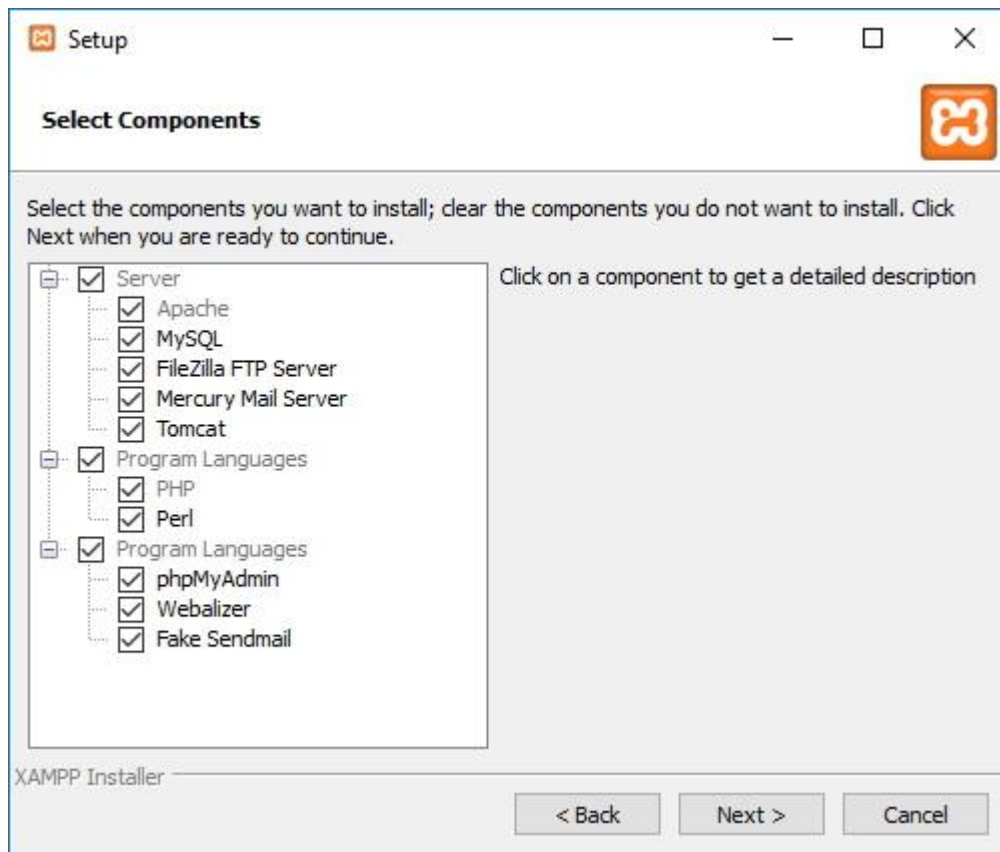 Setup
Select Components
Select the components you want to install; clear the components you do not want to install. Click
Next when you are ready to continue.
Server
Apache
MySQL
FileZilla FTP Server
Mercury Mail Server
Tomcat
Program Languages
PHP
Perl
Program Languages
phpMyAdmin
Webalizer
Fake Sendmail
Click on a component to get a detailed description
XAMPP Installer
< Back
Next >
Cancel